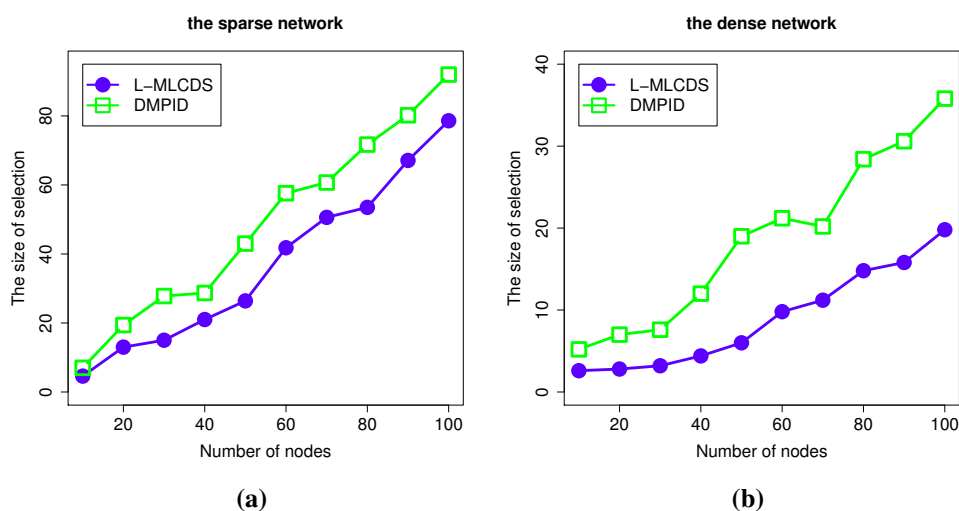 the sparse network
L−MLCDS
DMPID
The size of selection
0
20
40
60
80
20 40 60 80 100
Number of nodes
(a)
the dense network
L−MLCDS
DMPID
The size of selection
0
10
20
30
40
20 40 60 80 100
Number of nodes
(b)